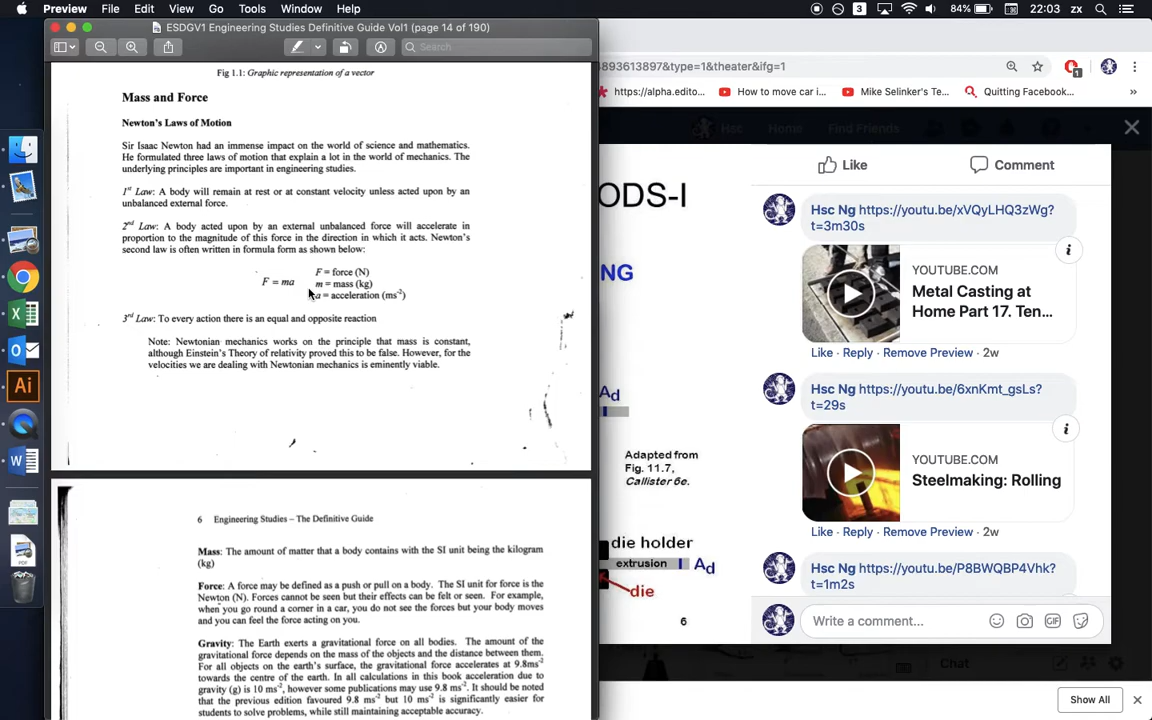 Preview File Edit View Go Tools Window Help
3
84%
22:03 zx
ESDGV1 Engineering Studies Definitive Guide Vol1 (page 14 of 190)
Search
Fig 1.1: Graphic representation of a vector
Mass and Force
Newton's Laws of Motion
Sir Isaac Newton had an immense impact on the world of science and mathematics.
He formulated three laws of motion that explain a lot in the world of mechanics. The
underlying principles are important in engineering studies.
1st Law: A body will remain at rest or at constant velocity unless acted upon by an
unbalanced external force.
2nd Law: A body acted upon by an external unbalanced force will accelerate in
proportion to the magnitude of this force in the direction in which it acts. Newton's
second law is often written in formula form as shown below:
F = force (N)
F = ma m = mass (kg)
a = acceleration (ms-2)
3rd Law: To every action there is an equal and opposite reaction
Note: Newtonian mechanics works on the principle that mass is constant,
although Einstein's Theory of relativity proved this to be false. However, for the
velocities we are dealing with Newtonian mechanics is eminently viable.
6 Engineering Studies – The Definitive Guide
Mass: The amount of matter that a body contains with the SI unit being the kilogram
(kg)
Force: A force may be defined as a push or pull on a body. The SI unit for force is the
Newton (N). Forces cannot be seen but their effects can be felt or seen. For example,
when you go round a corner in a car, you do not see the forces but your body moves
and you can feel the force acting on you.
Gravity: The Earth exerts a gravitational force on all bodies. The amount of the
gravitational force depends on the mass of the objects and the distance between them.
For all objects on the earth's surface, the gravitational force accelerates at 9.8ms-2
towards the centre of the earth. In all calculations in this book acceleration due to
gravity (g) is 10 ms-2, however some publications may use 9.8 ms-2. It should be noted
that the previous edition favoured 9.8 ms-2 but 10 ms-2 is significantly easier for
students to solve problems, while still maintaining acceptable accuracy.
4893613897&type=1&theater&ifg=1
1
https://alpha.edito... How to move car i... Mike Selinker's Te... Quitting Facebook...
Hsc Home Find Friends
ODS-I
NG
Ad
Adapted from
Fig. 11.7,
Callister 6e.
die holder
extrusion Ad
die
6
Like Comment
Hsc Ng https://youtu.be/xVQyLHQ3zWg?
t=3m30s
YOUTUBE.COM
Metal Casting at
Home Part 17. Ten...
Like · Reply · Remove Preview · 2w
Hsc Ng https://youtu.be/6xnKmt_gsLs?
t=29s
YOUTUBE.COM
Steelmaking: Rolling
Like · Reply · Remove Preview · 2w
Hsc Ng https://youtu.be/P8BWQBP4Vhk?
t=1m2s
Write a comment...
GIF
Chat
Show All
Ai
PDF